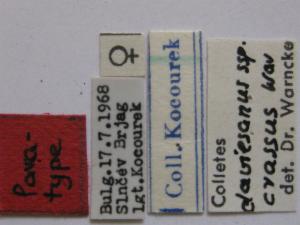 Para-
type
♀
Bulg.17.7.1968
Slnčev Brjag
lgt.Kocourek
Coll. Kocourek
Colletes
daviesanus ssp.
crassus Wav
det. Dr. Warncke